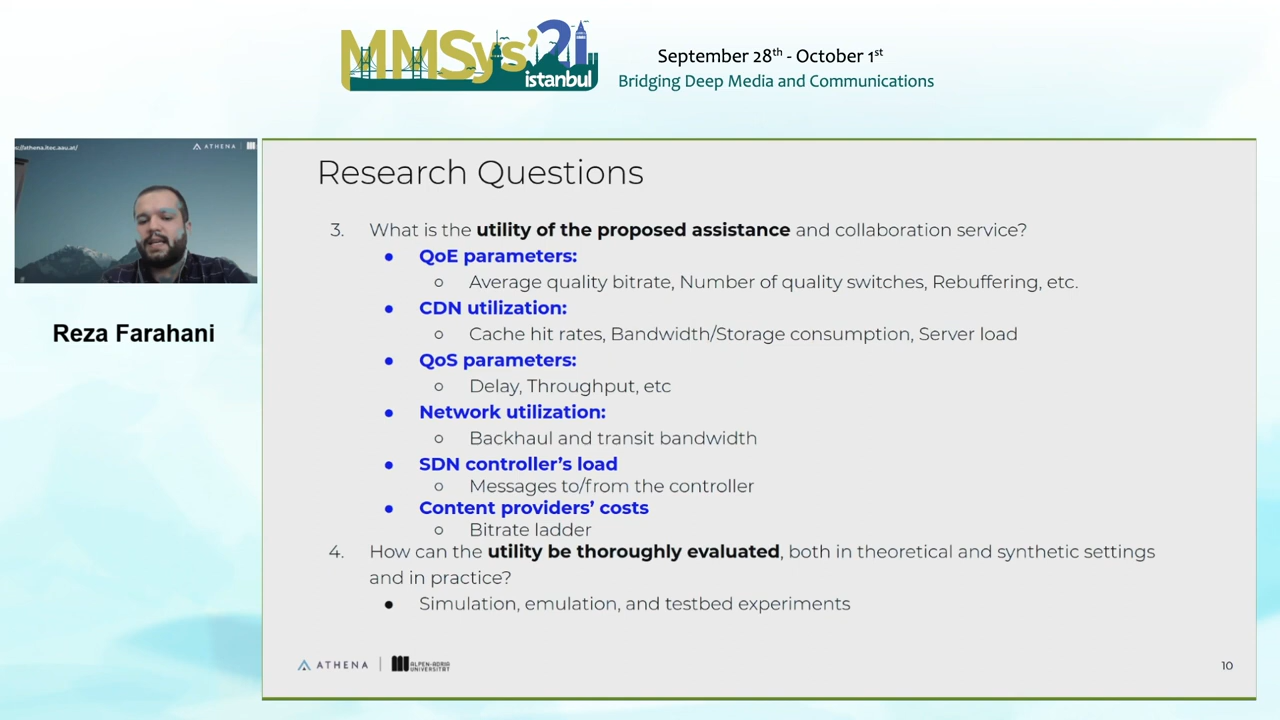 MMSys'21
istanbul
September 28th - October 1st
Bridging Deep Media and Communications
://athena.itec.aau.at/
ATHENA
Reza Farahani
Research Questions
3. What is the utility of the proposed assistance and collaboration service?
● QoE parameters:
○ Average quality bitrate, Number of quality switches, Rebuffering, etc.
● CDN utilization:
○ Cache hit rates, Bandwidth/Storage consumption, Server load
● QoS parameters:
○ Delay, Throughput, etc
● Network utilization:
○ Backhaul and transit bandwidth
● SDN controller’s load
○ Messages to/from the controller
● Content providers’ costs
○ Bitrate ladder
4. How can the utility be thoroughly evaluated, both in theoretical and synthetic settings
and in practice?
● Simulation, emulation, and testbed experiments
ATHENA
ALPEN-ADRIA
UNIVERSITÄT
10